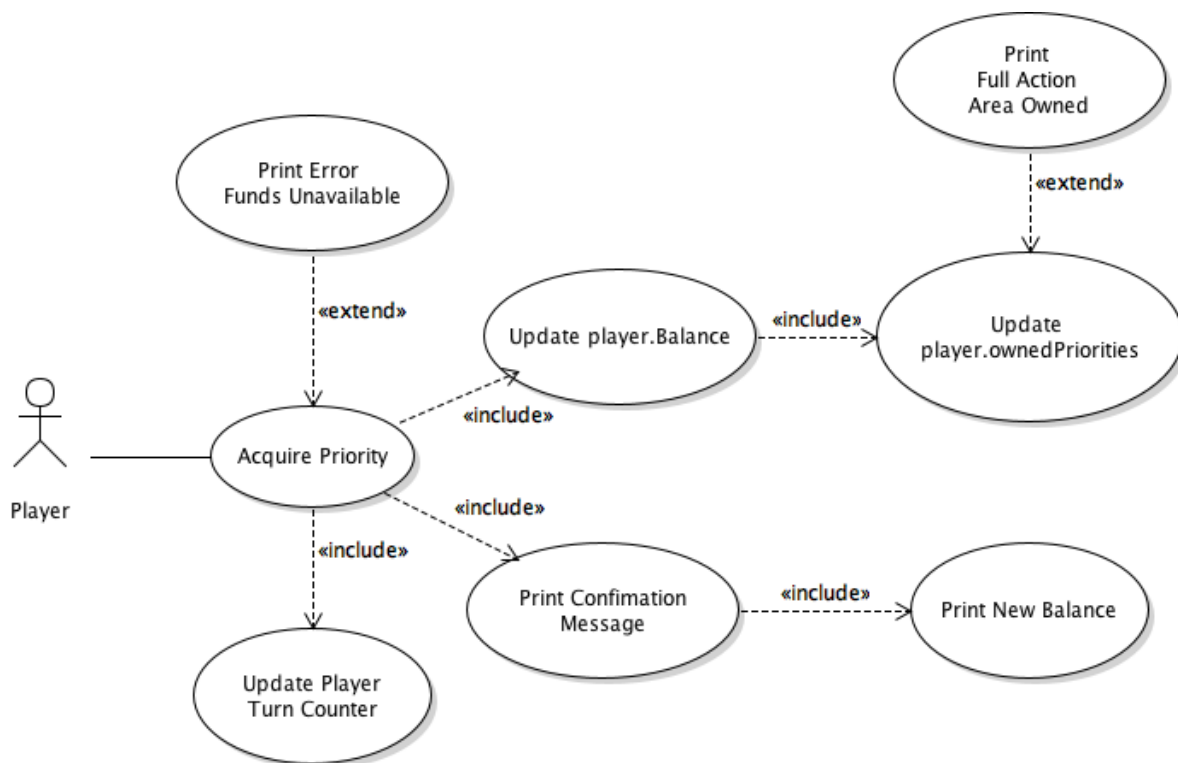 Print
Full Action
Area Owned
Print Error
Funds Unavailable
«extend»
«extend»
Update player.Balance
«include»
Update
player.ownedPriorities
«include»
Acquire Priority
Player
«include»
«include»
Print Confimation
Message
«include»
Print New Balance
Update Player
Turn Counter